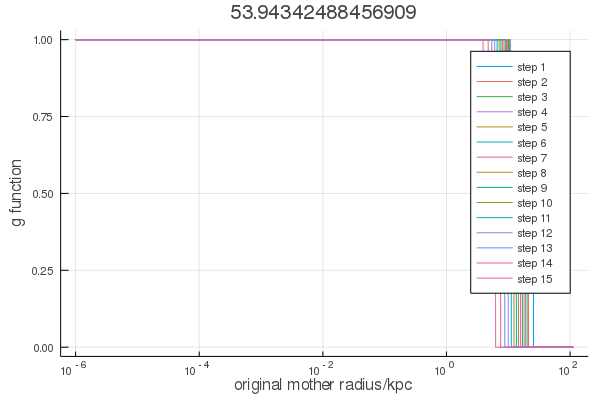 53.94342488456909
1.00
0.75
0.50
0.25
0.00
g function
step 1
step 2
step 3
step 4
step 5
step 6
step 7
step 8
step 9
step 10
step 11
step 12
step 13
step 14
step 15
10^-6 10^-4 10^-2 10^0 10^2
original mother radius/kpc